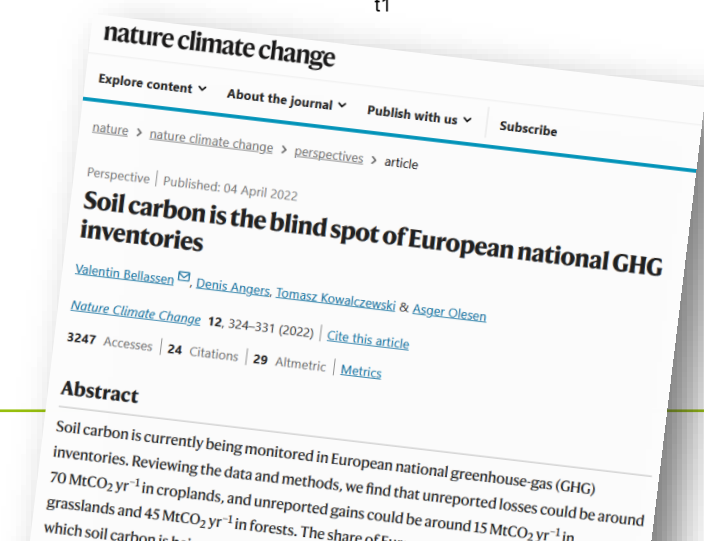 t1
nature climate change
Explore content About the journal Publish with us Subscribe
nature > nature climate change > perspectives > article
Perspective | Published: 04 April 2022
Soil carbon is the blind spot of European national GHG
inventories
Valentin Bellassen, Denis Angers, Tomasz Kowalczewski & Asger Olesen
Nature Climate Change 12, 324–331 (2022) | Cite this article
3247 Accesses | 24 Citations | 29 Altmetric | Metrics
Abstract
Soil carbon is currently being monitored in European national greenhouse-gas (GHG)
inventories. Reviewing the data and methods, we find that unreported losses could be around
70 MtCO₂ yr⁻¹ in croplands, and unreported gains could be around 15 MtCO₂ yr⁻¹ in
grasslands and 45 MtCO₂ yr⁻¹ in forests. The share of
which soil carbon is